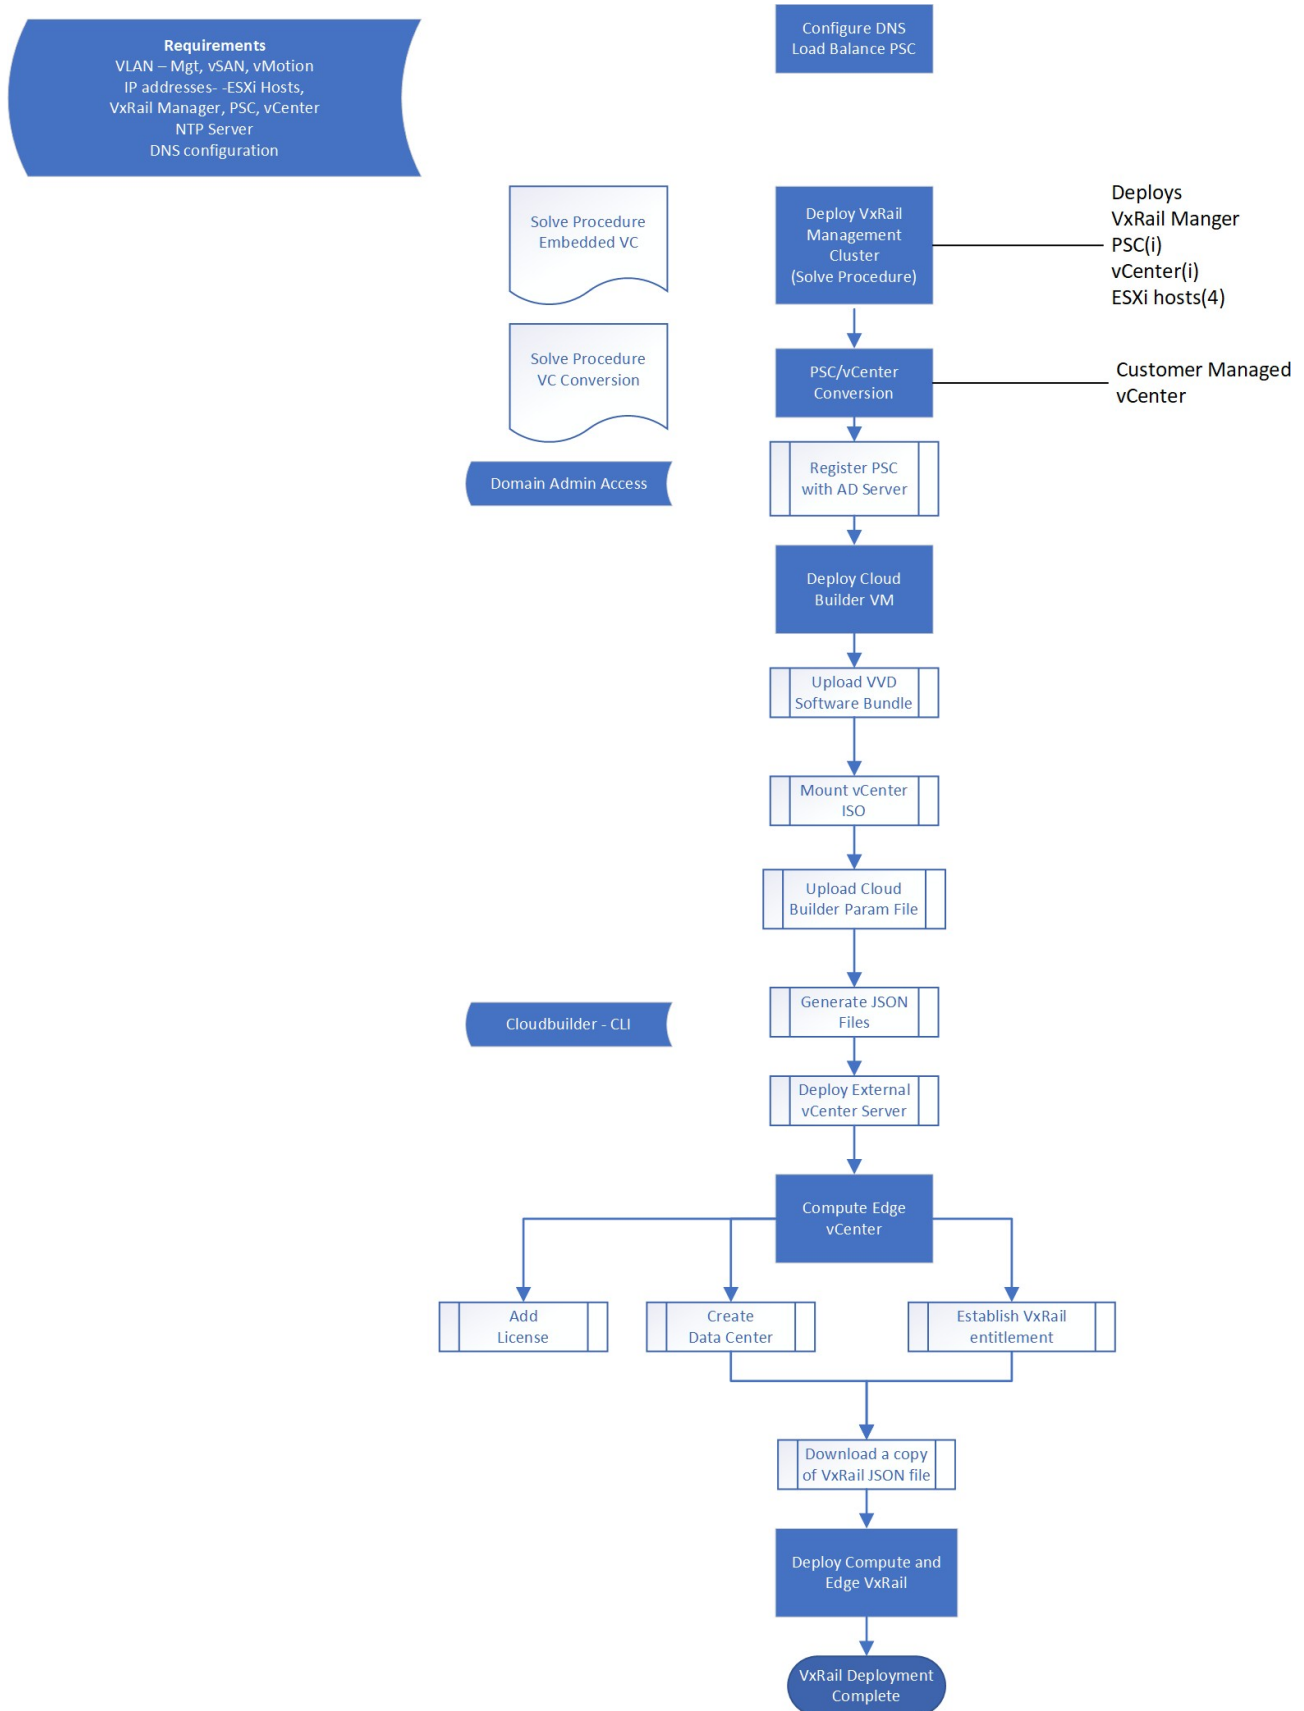 Requirements
VLAN – Mgt, vSAN, vMotion
IP addresses- -ESXi Hosts,
VxRail Manager, PSC, vCenter
NTP Server
DNS configuration
Configure DNS
Load Balance PSC
Solve Procedure
Embedded VC
Deploy VxRail
Management
Cluster
(Solve Procedure)
Deploys
VxRail Manger
PSC(i)
vCenter(i)
ESXi hosts(4)
Solve Procedure
VC Conversion
PSC/vCenter
Conversion
Customer Managed
vCenter
Domain Admin Access
Register PSC
with AD Server
Deploy Cloud
Builder VM
Upload VVD
Software Bundle
Mount vCenter
ISO
Upload Cloud
Builder Param File
Cloudbuilder - CLI
Generate JSON
Files
Deploy External
vCenter Server
Compute Edge
vCenter
Add
License
Create
Data Center
Establish VxRail
entitlement
Download a copy
of VxRail JSON file
Deploy Compute and
Edge VxRail
VxRail Deployment
Complete